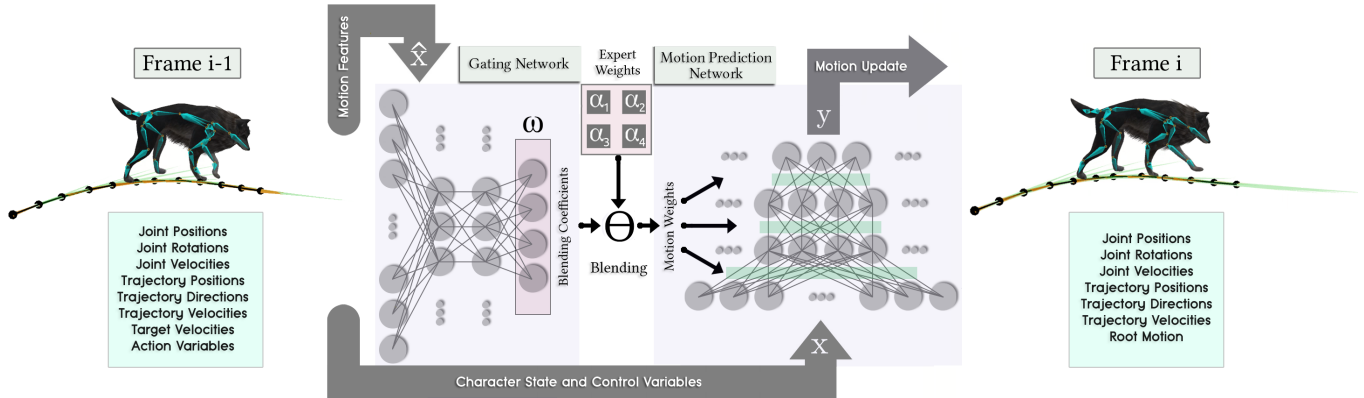 Frame i-1
Joint Positions
Joint Rotations
Joint Velocities
Trajectory Positions
Trajectory Directions
Trajectory Velocities
Target Velocities
Action Variables
Motion Features
x̂
Gating Network
Expert
Weights
α1 α2
α3 α4
Motion Prediction
Network
Motion Update
y
ω
Blending Coefficients
Θ
Blending
Motion Weights
x
Character State and Control Variables
Frame i
Joint Positions
Joint Rotations
Joint Velocities
Trajectory Positions
Trajectory Directions
Trajectory Velocities
Root Motion